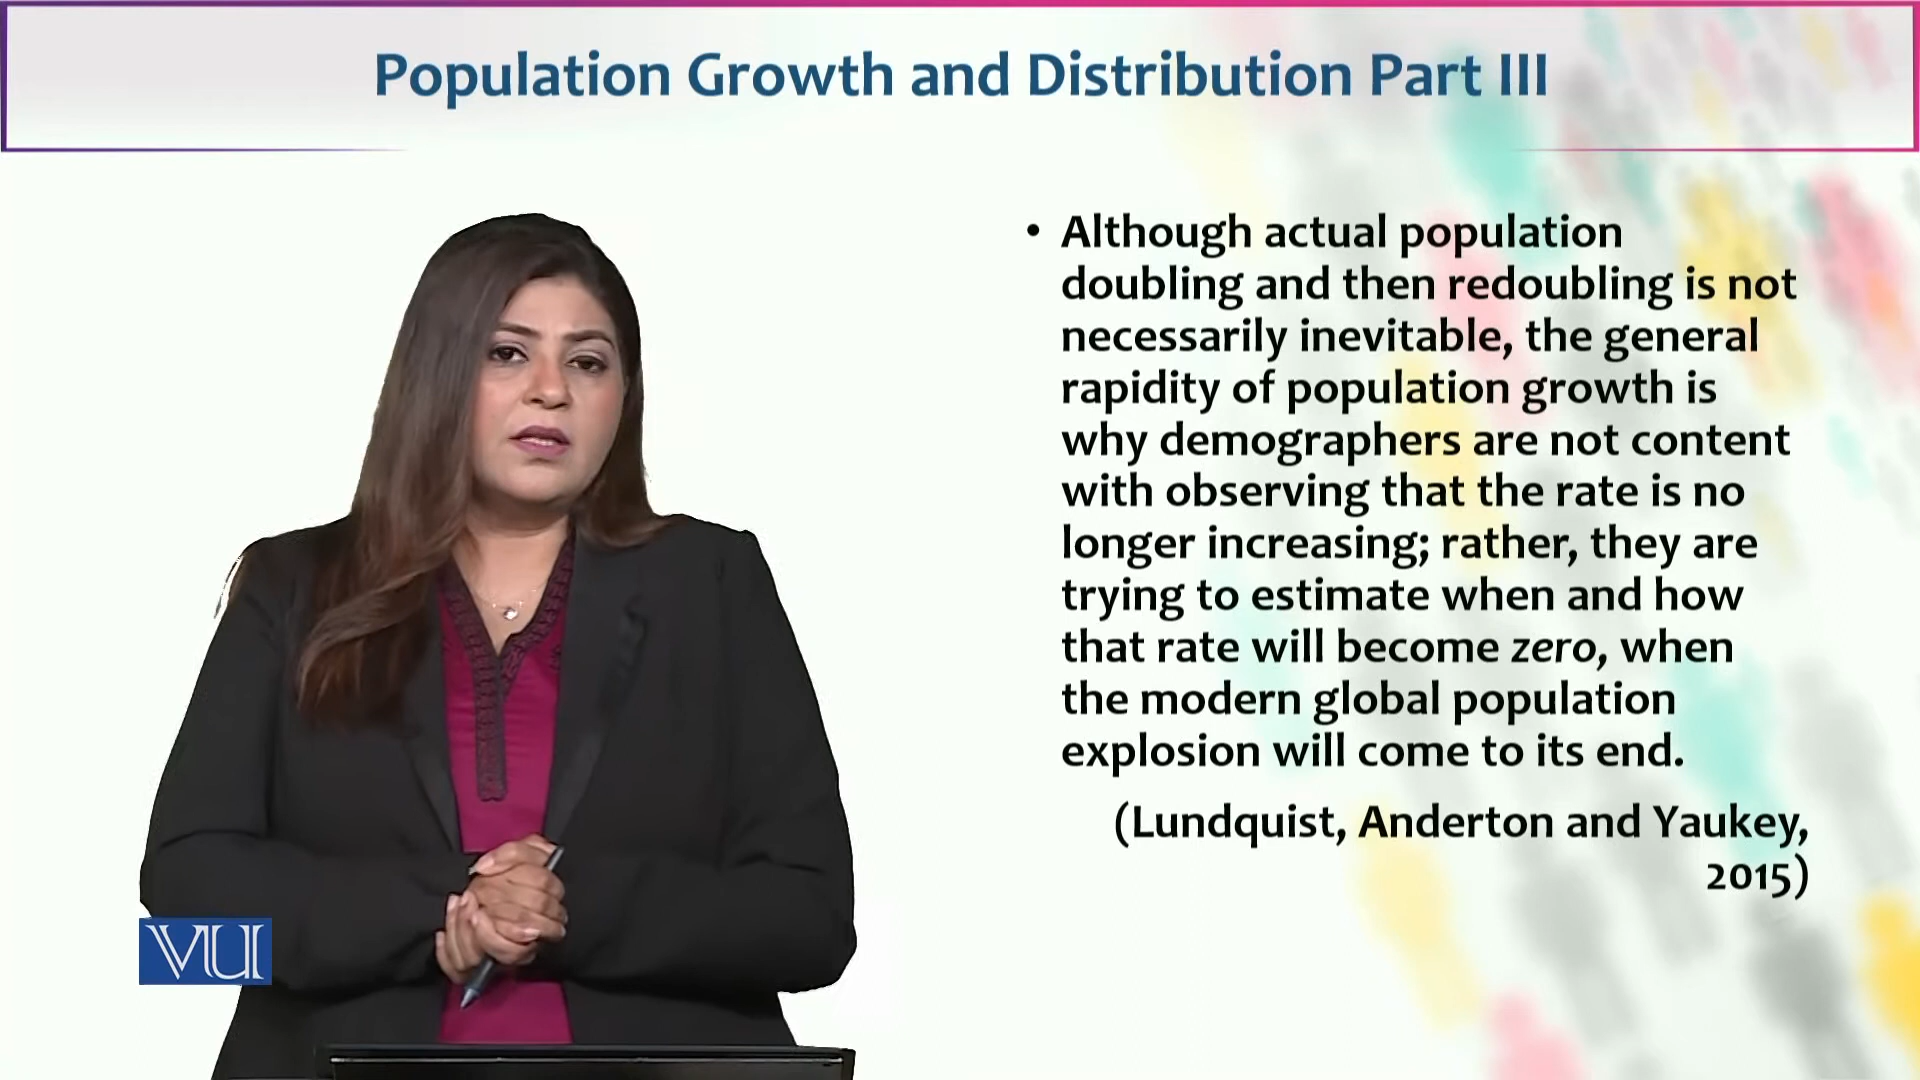 Population Growth and Distribution Part III
• Although actual population
doubling and then redoubling is not
necessarily inevitable, the general
rapidity of population growth is
why demographers are not content
with observing that the rate is no
longer increasing; rather, they are
trying to estimate when and how
that rate will become zero, when
the modern global population
explosion will come to its end.
(Lundquist, Anderton and Yaukey,
2015)
VU